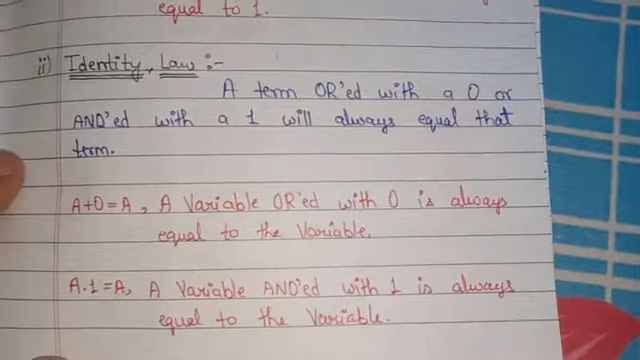 equal to 1.
ii) Identity Law :-
A term OR'ed with a 0 or
AND'ed with a 1 will always equal that
term.
A+0=A, A Variable OR'ed with 0 is always
equal to the Variable.
A.1=A, A Variable AND'ed with 1 is always
equal to the Variable.